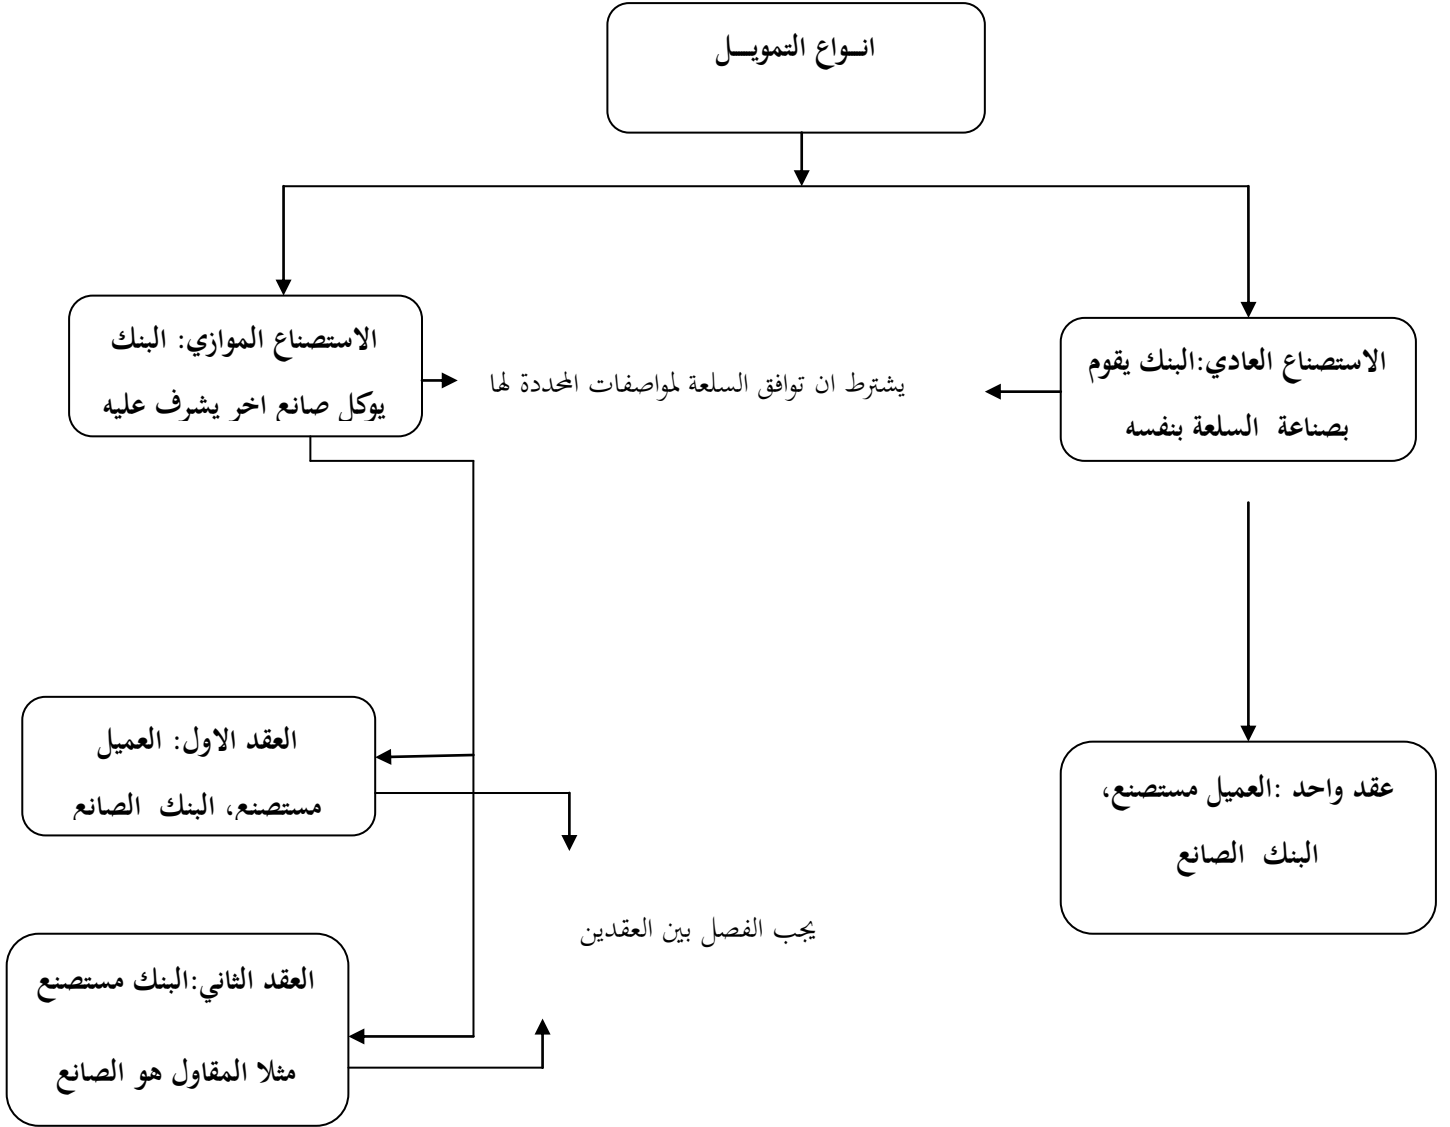 انــواع التمويــل
الاستصناع العادي:البنك يقوم
بصناعة السلعة بنفسه
يشترط ان توافق السلعة لمواصفات المحددة لها
الاستصناع الموازي: البنك
يوكل صانع اخر يشرف عليه
عقد واحد :العميل مستصنع،
البنك الصانع
العقد الاول: العميل
مستصنع، البنك الصانع
يجب الفصل بين العقدين
العقد الثاني:البنك مستصنع
مثلا المقاول هو الصانع